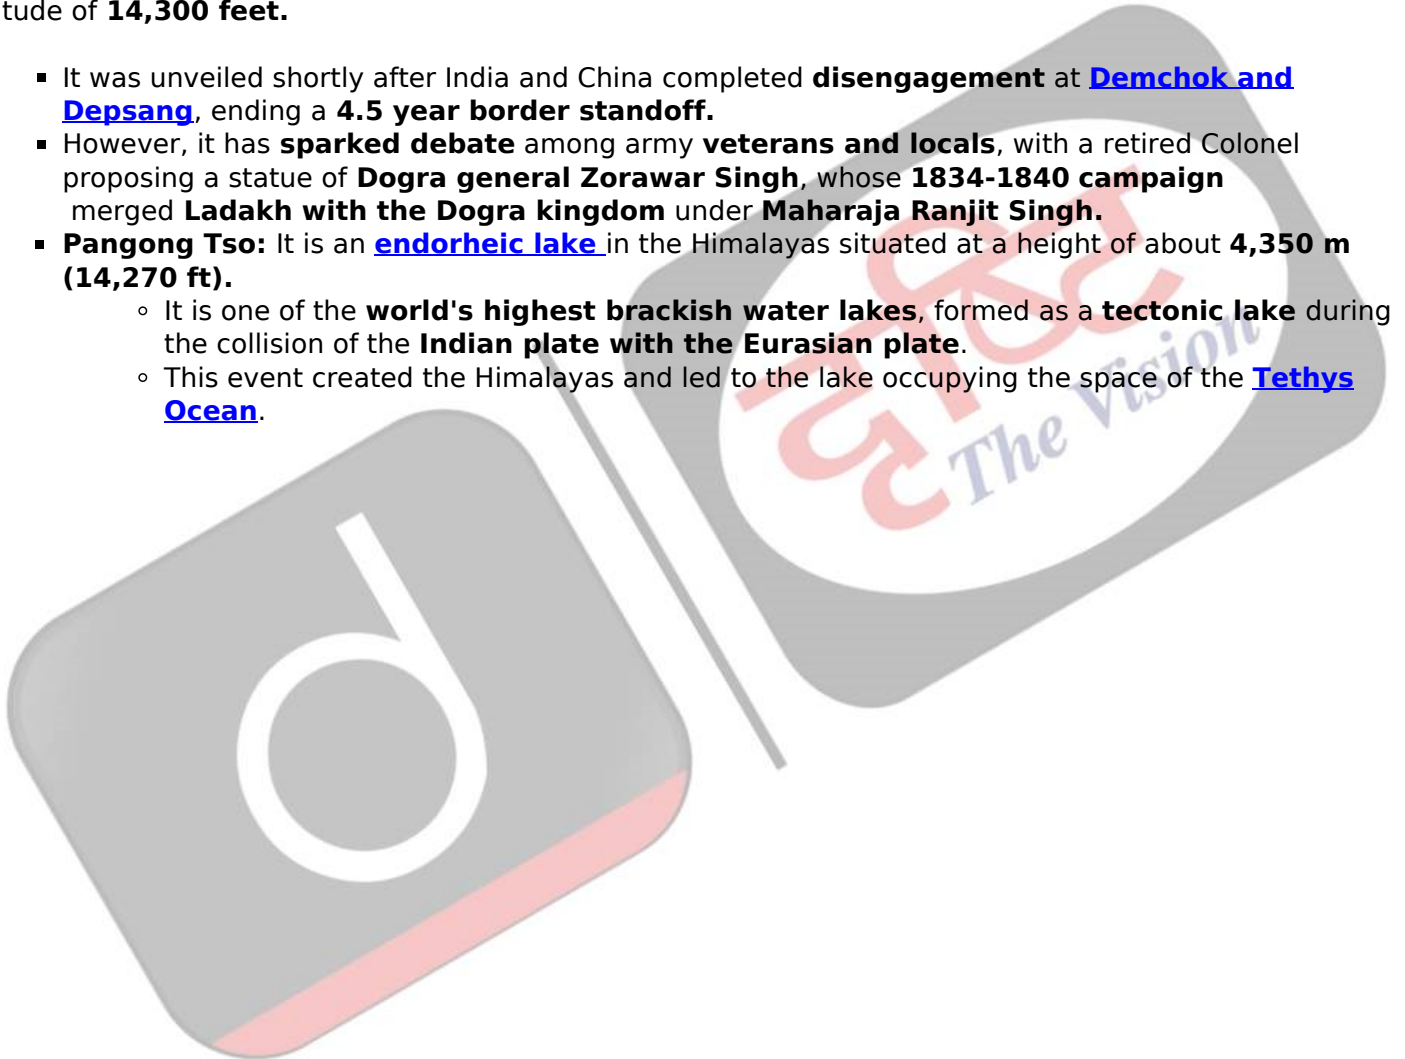 tude of 14,300 feet.
It was unveiled shortly after India and China completed disengagement at Demchok and
Depsang, ending a 4.5 year border standoff.
However, it has sparked debate among army veterans and locals, with a retired Colonel
proposing a statue of Dogra general Zorawar Singh, whose 1834-1840 campaign
merged Ladakh with the Dogra kingdom under Maharaja Ranjit Singh.
Pangong Tso: It is an endorheic lake in the Himalayas situated at a height of about 4,350 m
(14,270 ft).
It is one of the world's highest brackish water lakes, formed as a tectonic lake during
the collision of the Indian plate with the Eurasian plate.
This event created the Himalayas and led to the lake occupying the space of the Tethys
Ocean.
दृष्टि
The Vision
d